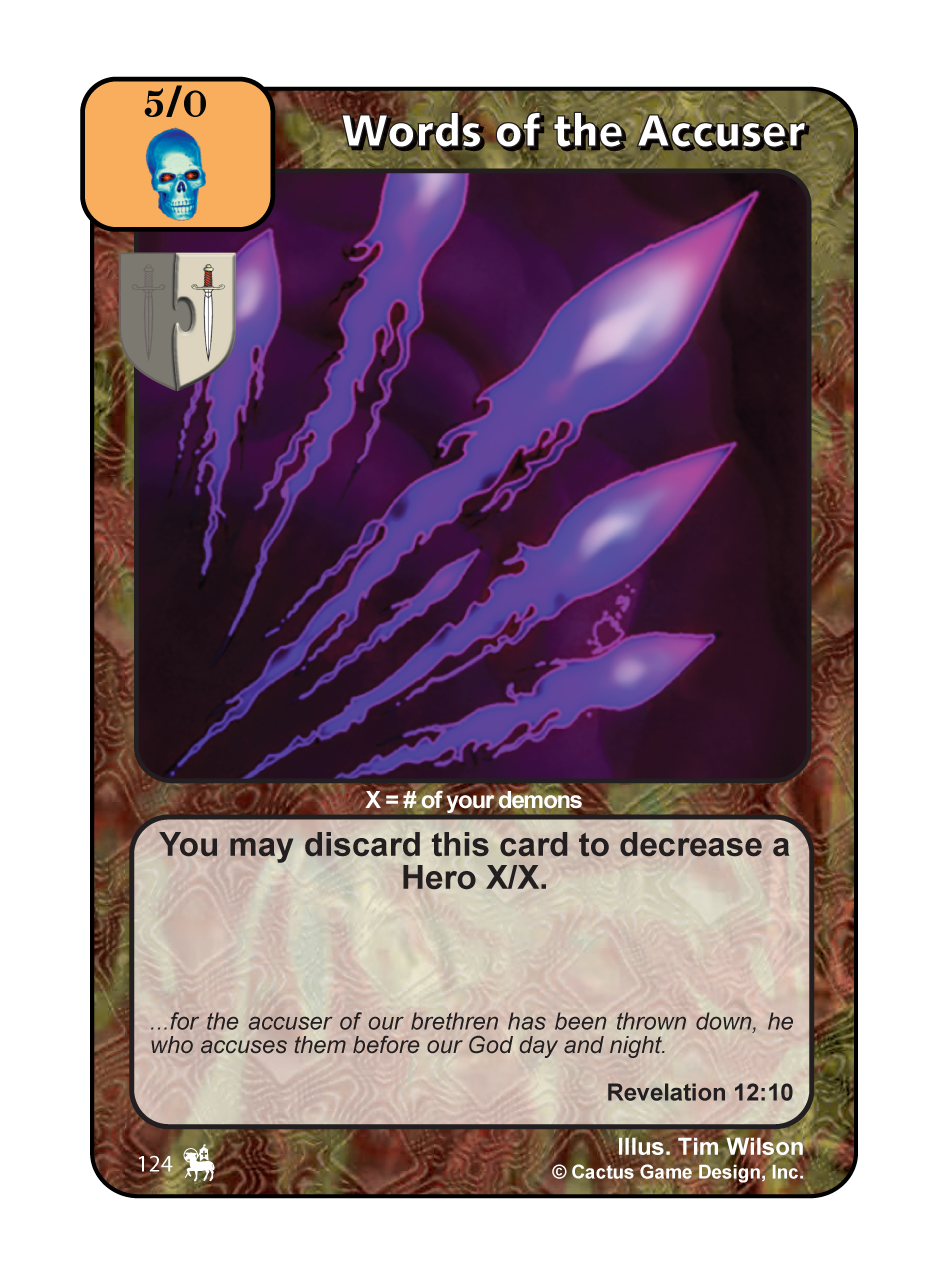 5/0
Words of the Accuser
X = # of your demons
You may discard this card to decrease a
Hero X/X.
...for the accuser of our brethren has been thrown down, he
who accuses them before our God day and night.
Revelation 12:10
Illus. Tim Wilson
124
© Cactus Game Design, Inc.